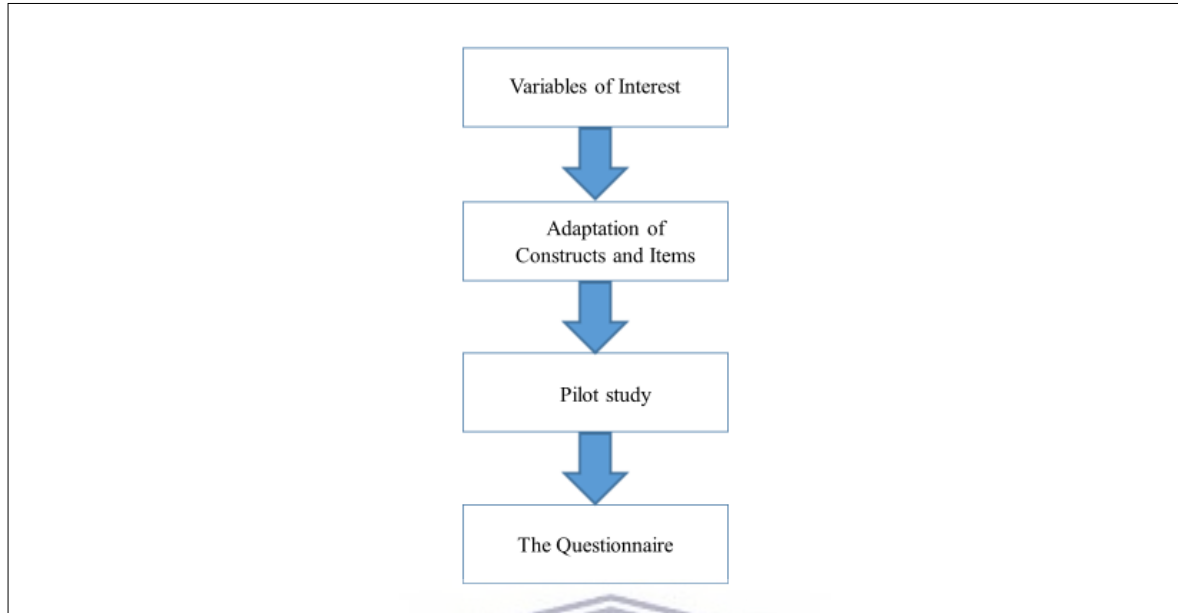 Variables of Interest
Adaptation of
Constructs and Items
Pilot study
The Questionnaire